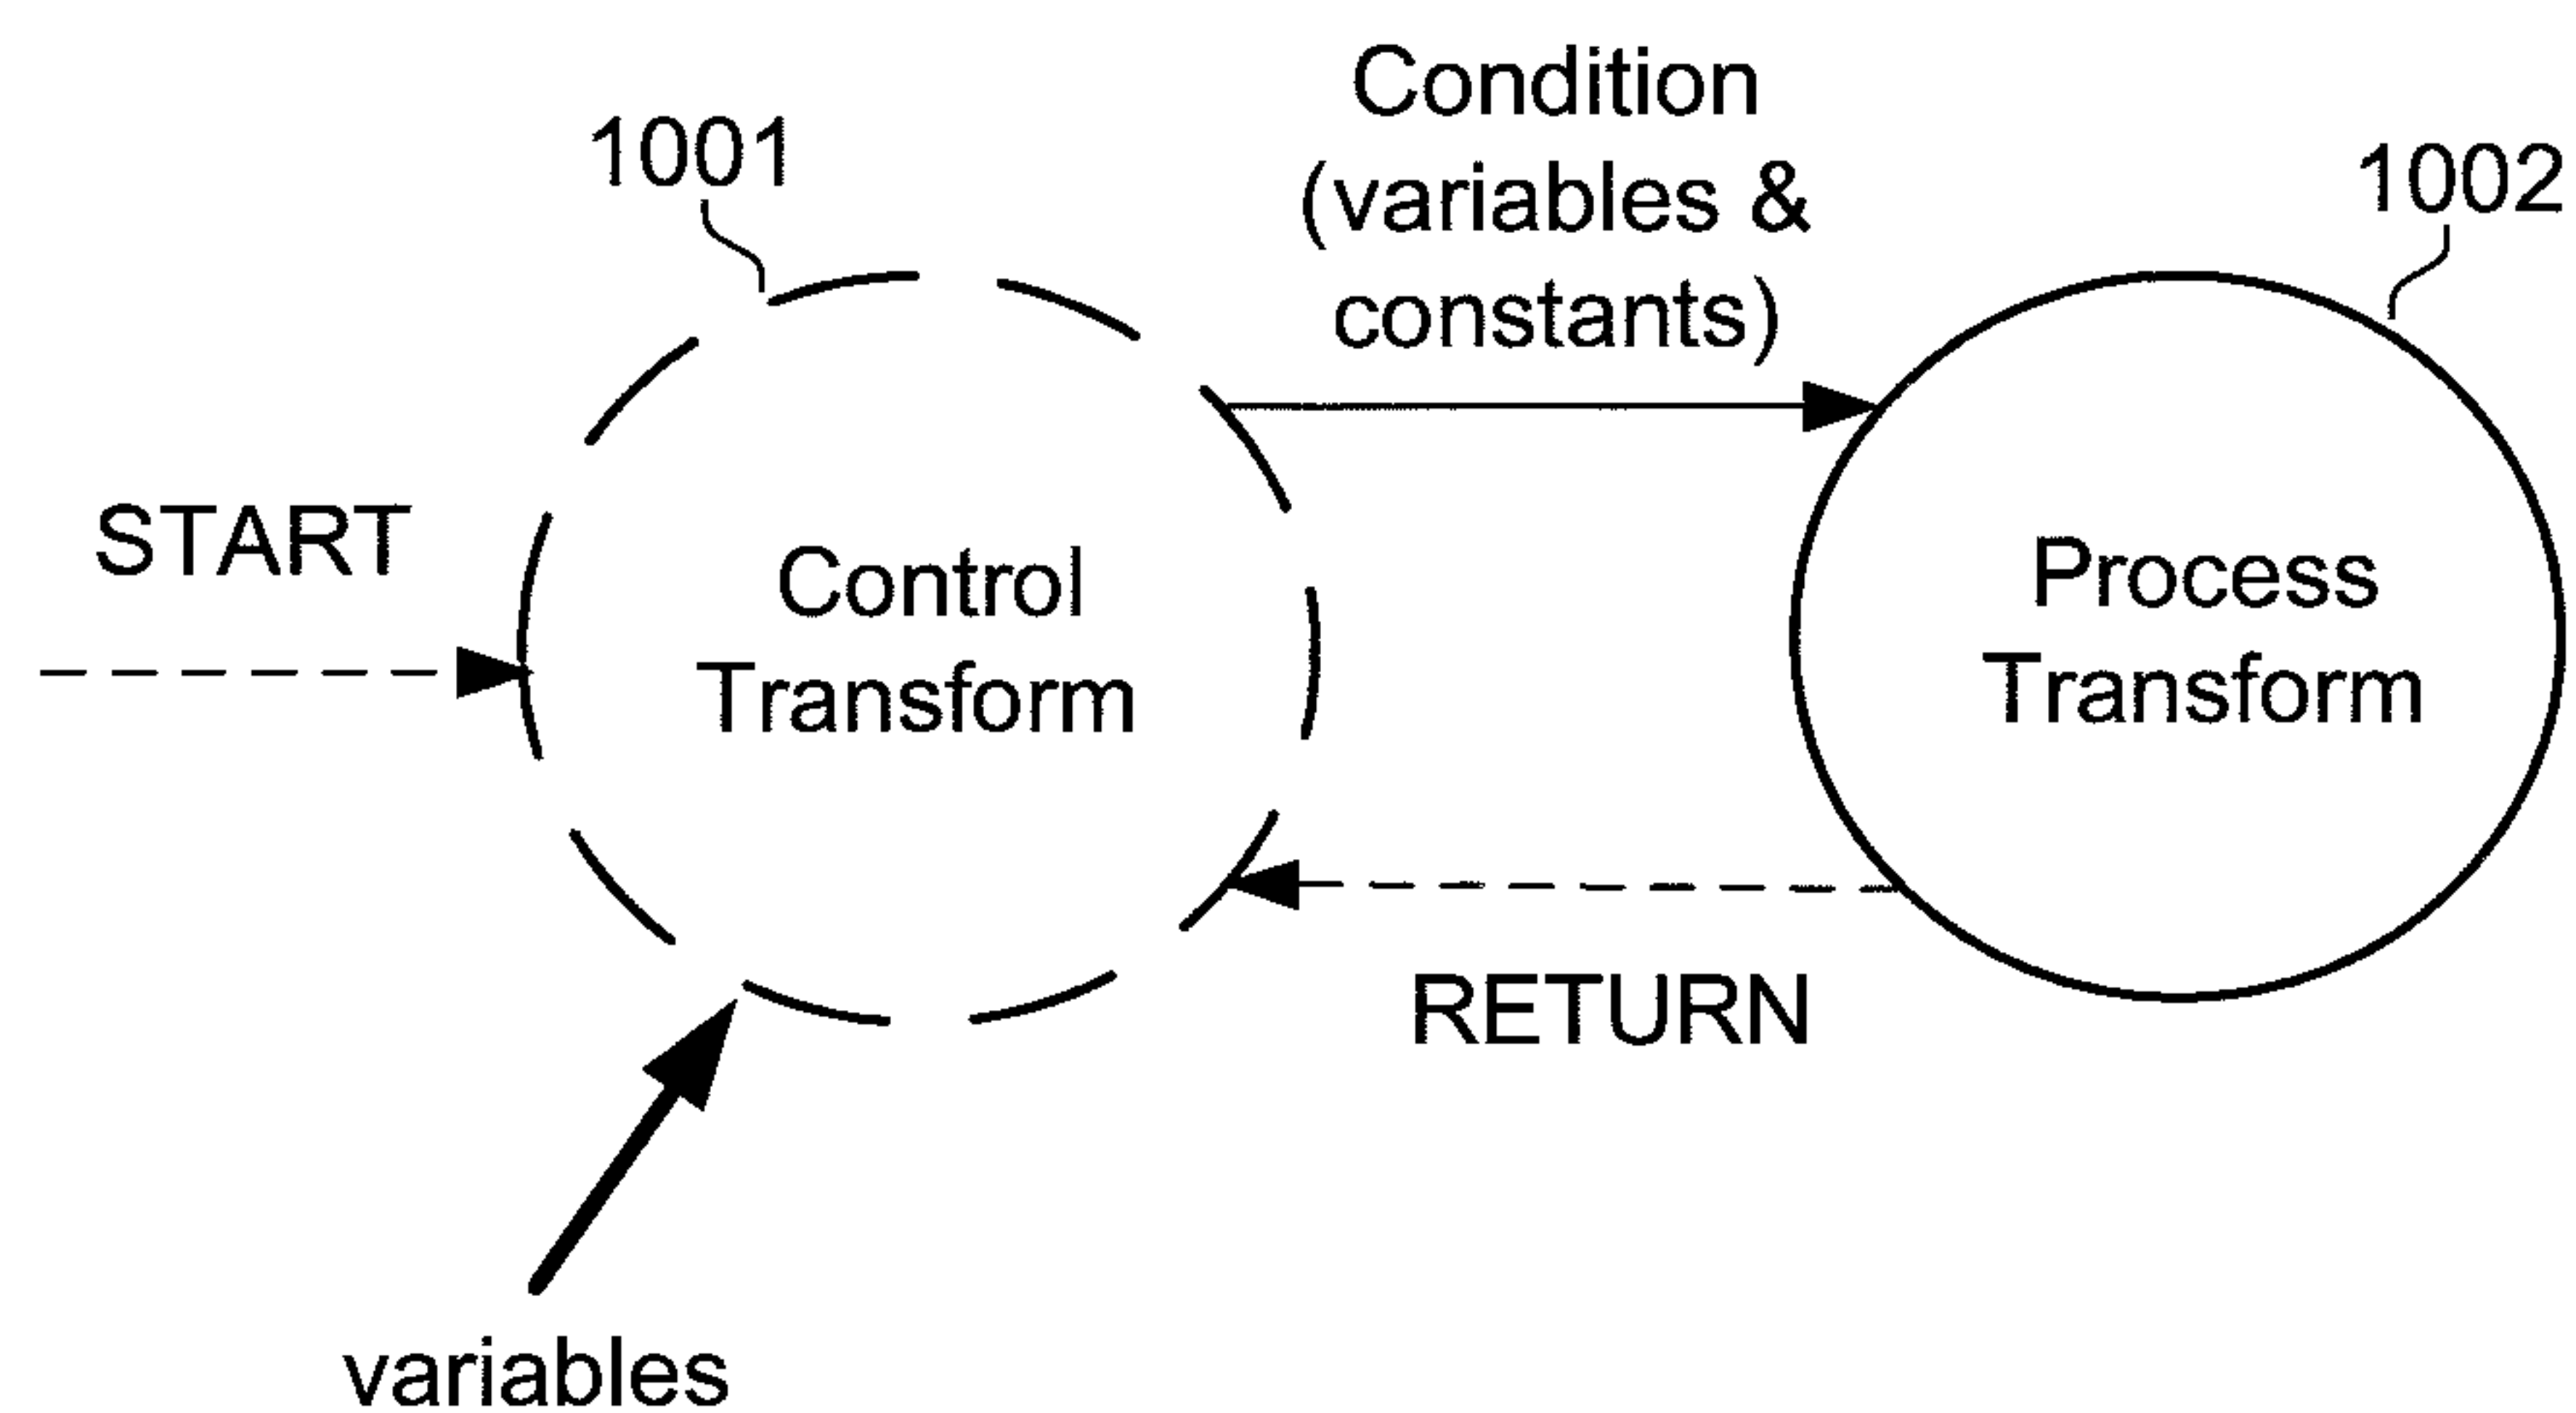 Condition
(variables &
constants)
1001
1002
START
Control
Transform
Process
Transform
RETURN
variables